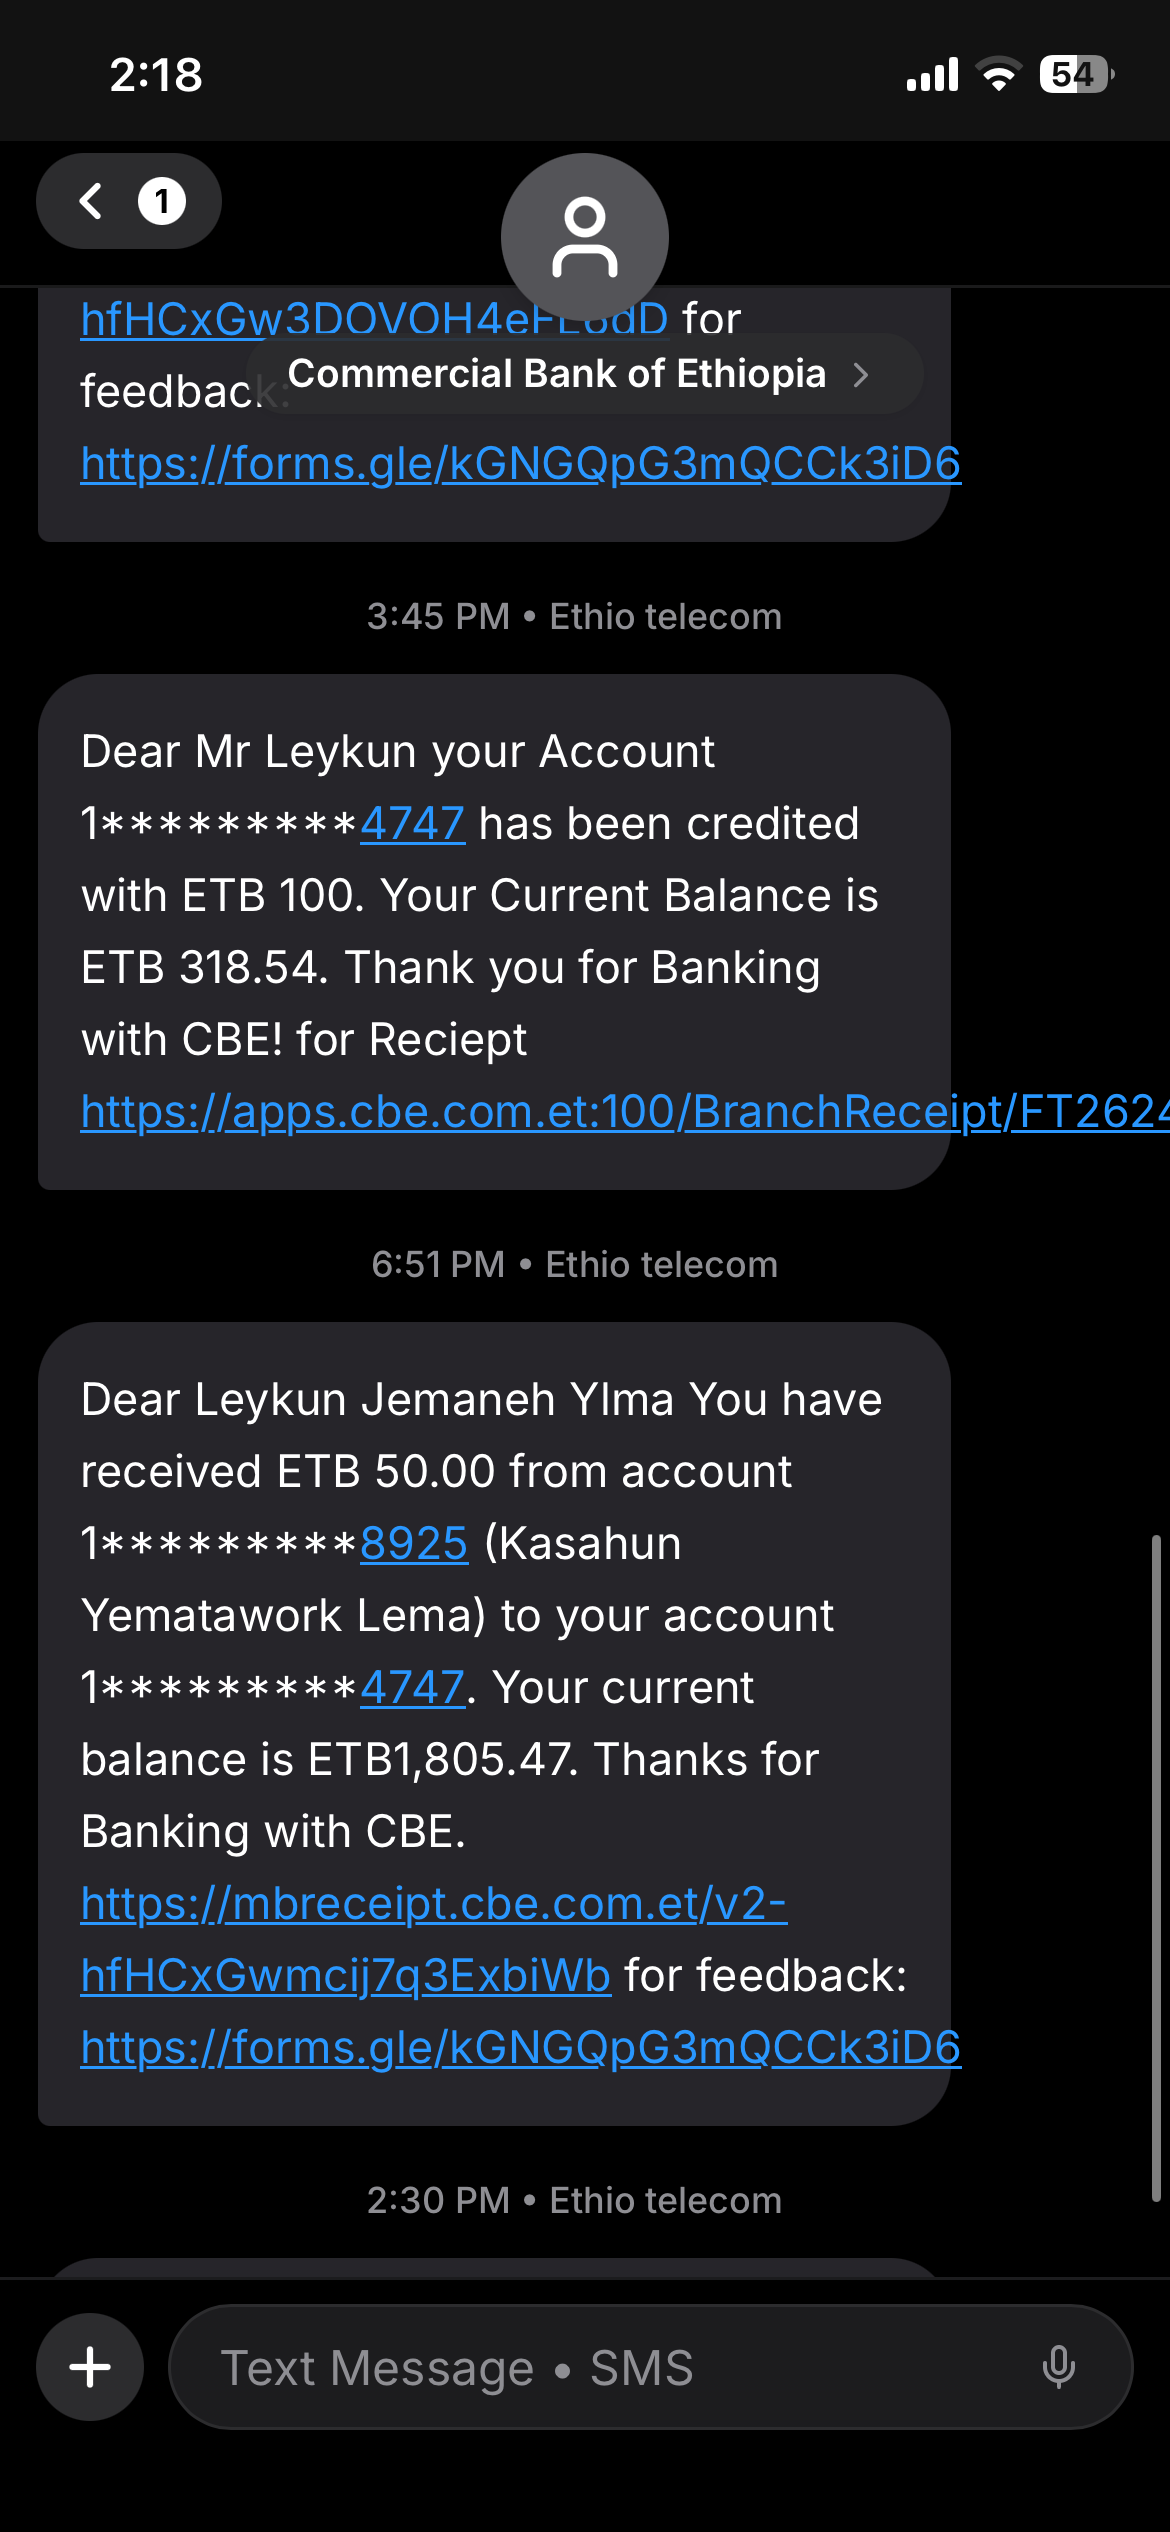 2:18
54
1
hfHCxGw3DOVOH4eFL6dD for
Commercial Bank of Ethiopia
feedback:
https://forms.gle/kGNGQpG3mQCCk3iD6
3:45 PM • Ethio telecom
Dear Mr Leykun your Account
1*********4747 has been credited
with ETB 100. Your Current Balance is
ETB 318.54. Thank you for Banking
with CBE! for Reciept
https://apps.cbe.com.et:100/BranchReceipt/FT2624
6:51 PM • Ethio telecom
Dear Leykun Jemaneh Ylma You have
received ETB 50.00 from account
1*********8925 (Kasahun
Yematawork Lema) to your account
1*********4747. Your current
balance is ETB1,805.47. Thanks for
Banking with CBE.
https://mbreceipt.cbe.com.et/v2-
hfHCxGwmcij7q3ExbiWb for feedback:
https://forms.gle/kGNGQpG3mQCCk3iD6
2:30 PM • Ethio telecom
Text Message • SMS